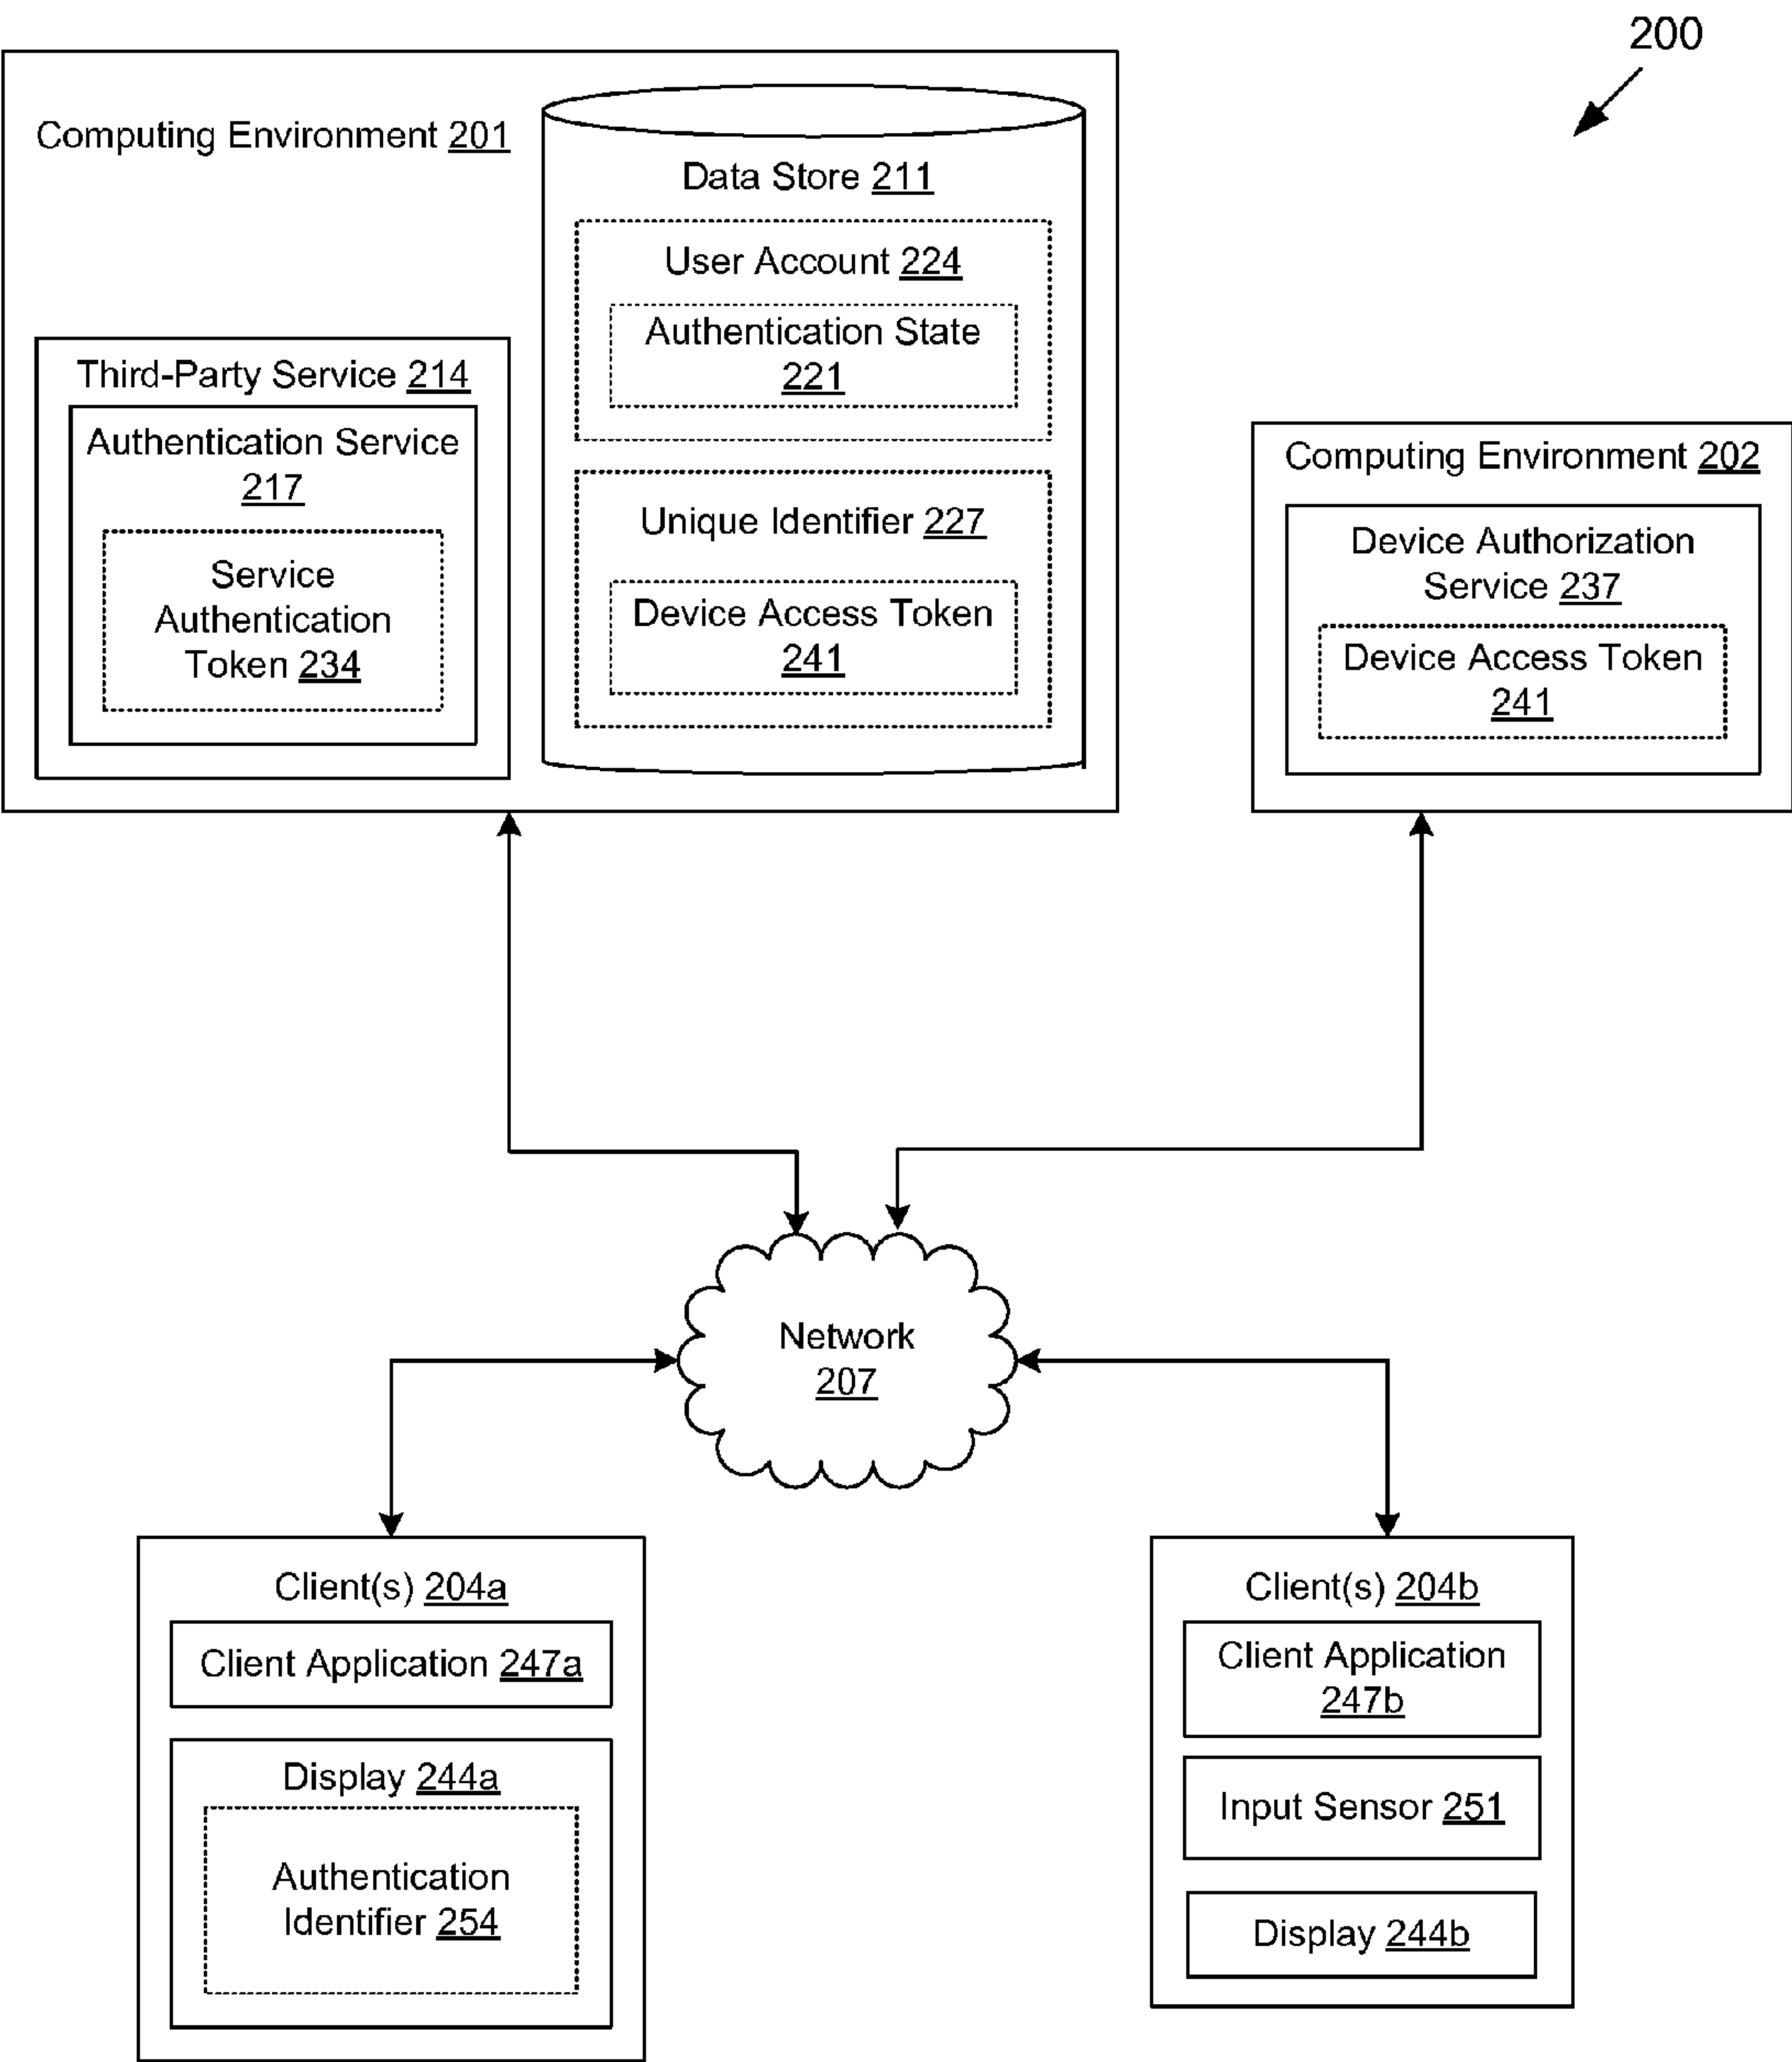 200
Computing Environment 201
Data Store 211
User Account 224
Authentication State
221
Third-Party Service 214
Authentication Service
217
Service
Authentication
Token 234
Unique Identifier 227
Device Access Token
241
Computing Environment 202
Device Authorization
Service 237
Device Access Token
241
Network
207
Client(s) 204a
Client Application 247a
Display 244a
Authentication
Identifier 254
Client(s) 204b
Client Application
247b
Input Sensor 251
Display 244b